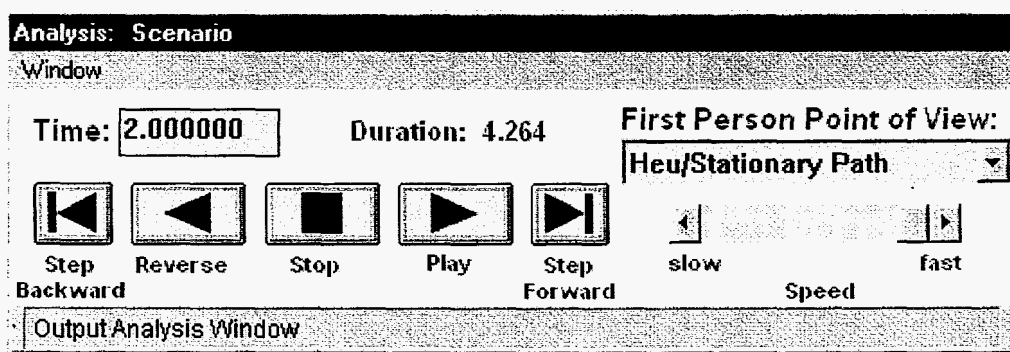 Analysis: Scenario
Window
Time: 2.000000
Duration: 4.264
First Person Point of View:
Heu/Stationary Path
Step Backward
Reverse
Stop
Play
Step Forward
slow
fast
Speed
Output Analysis Window